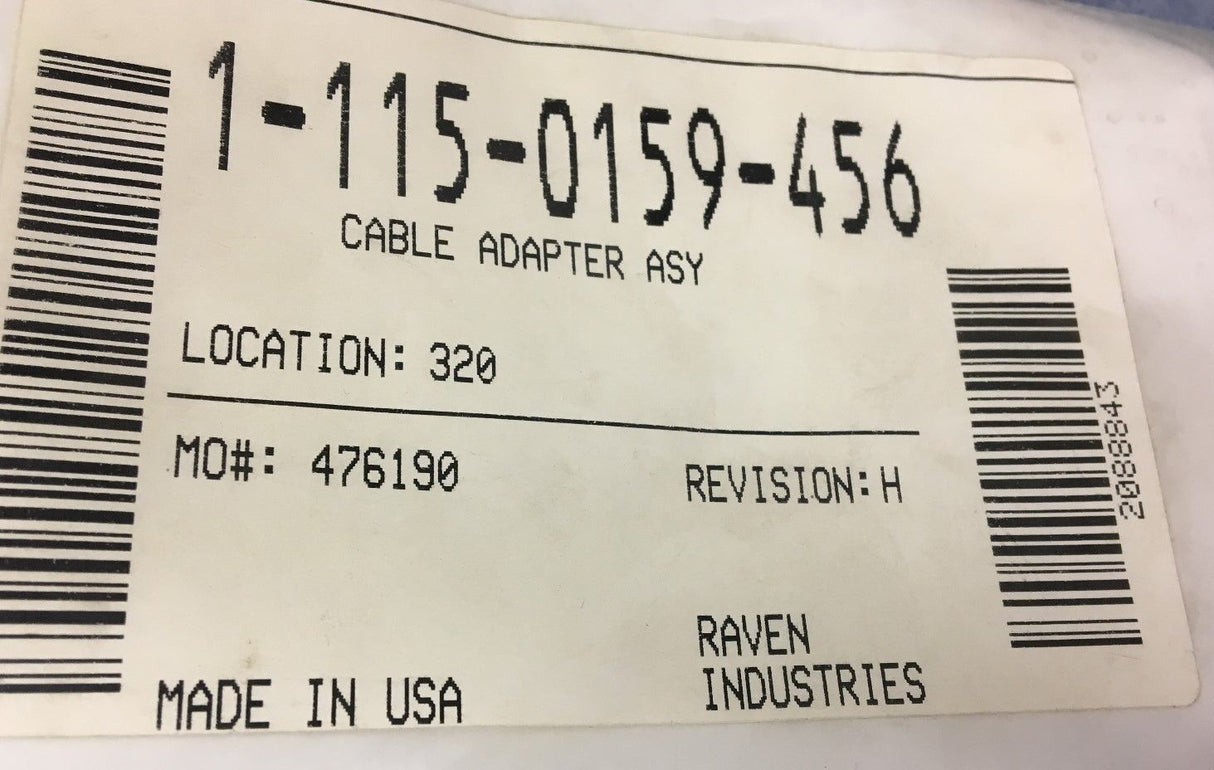 1-115-0159-456
CABLE ADAPTER ASY
LOCATION: 320
MO#: 476190
REVISION: H
2088843
RAVEN
INDUSTRIES
MADE IN USA